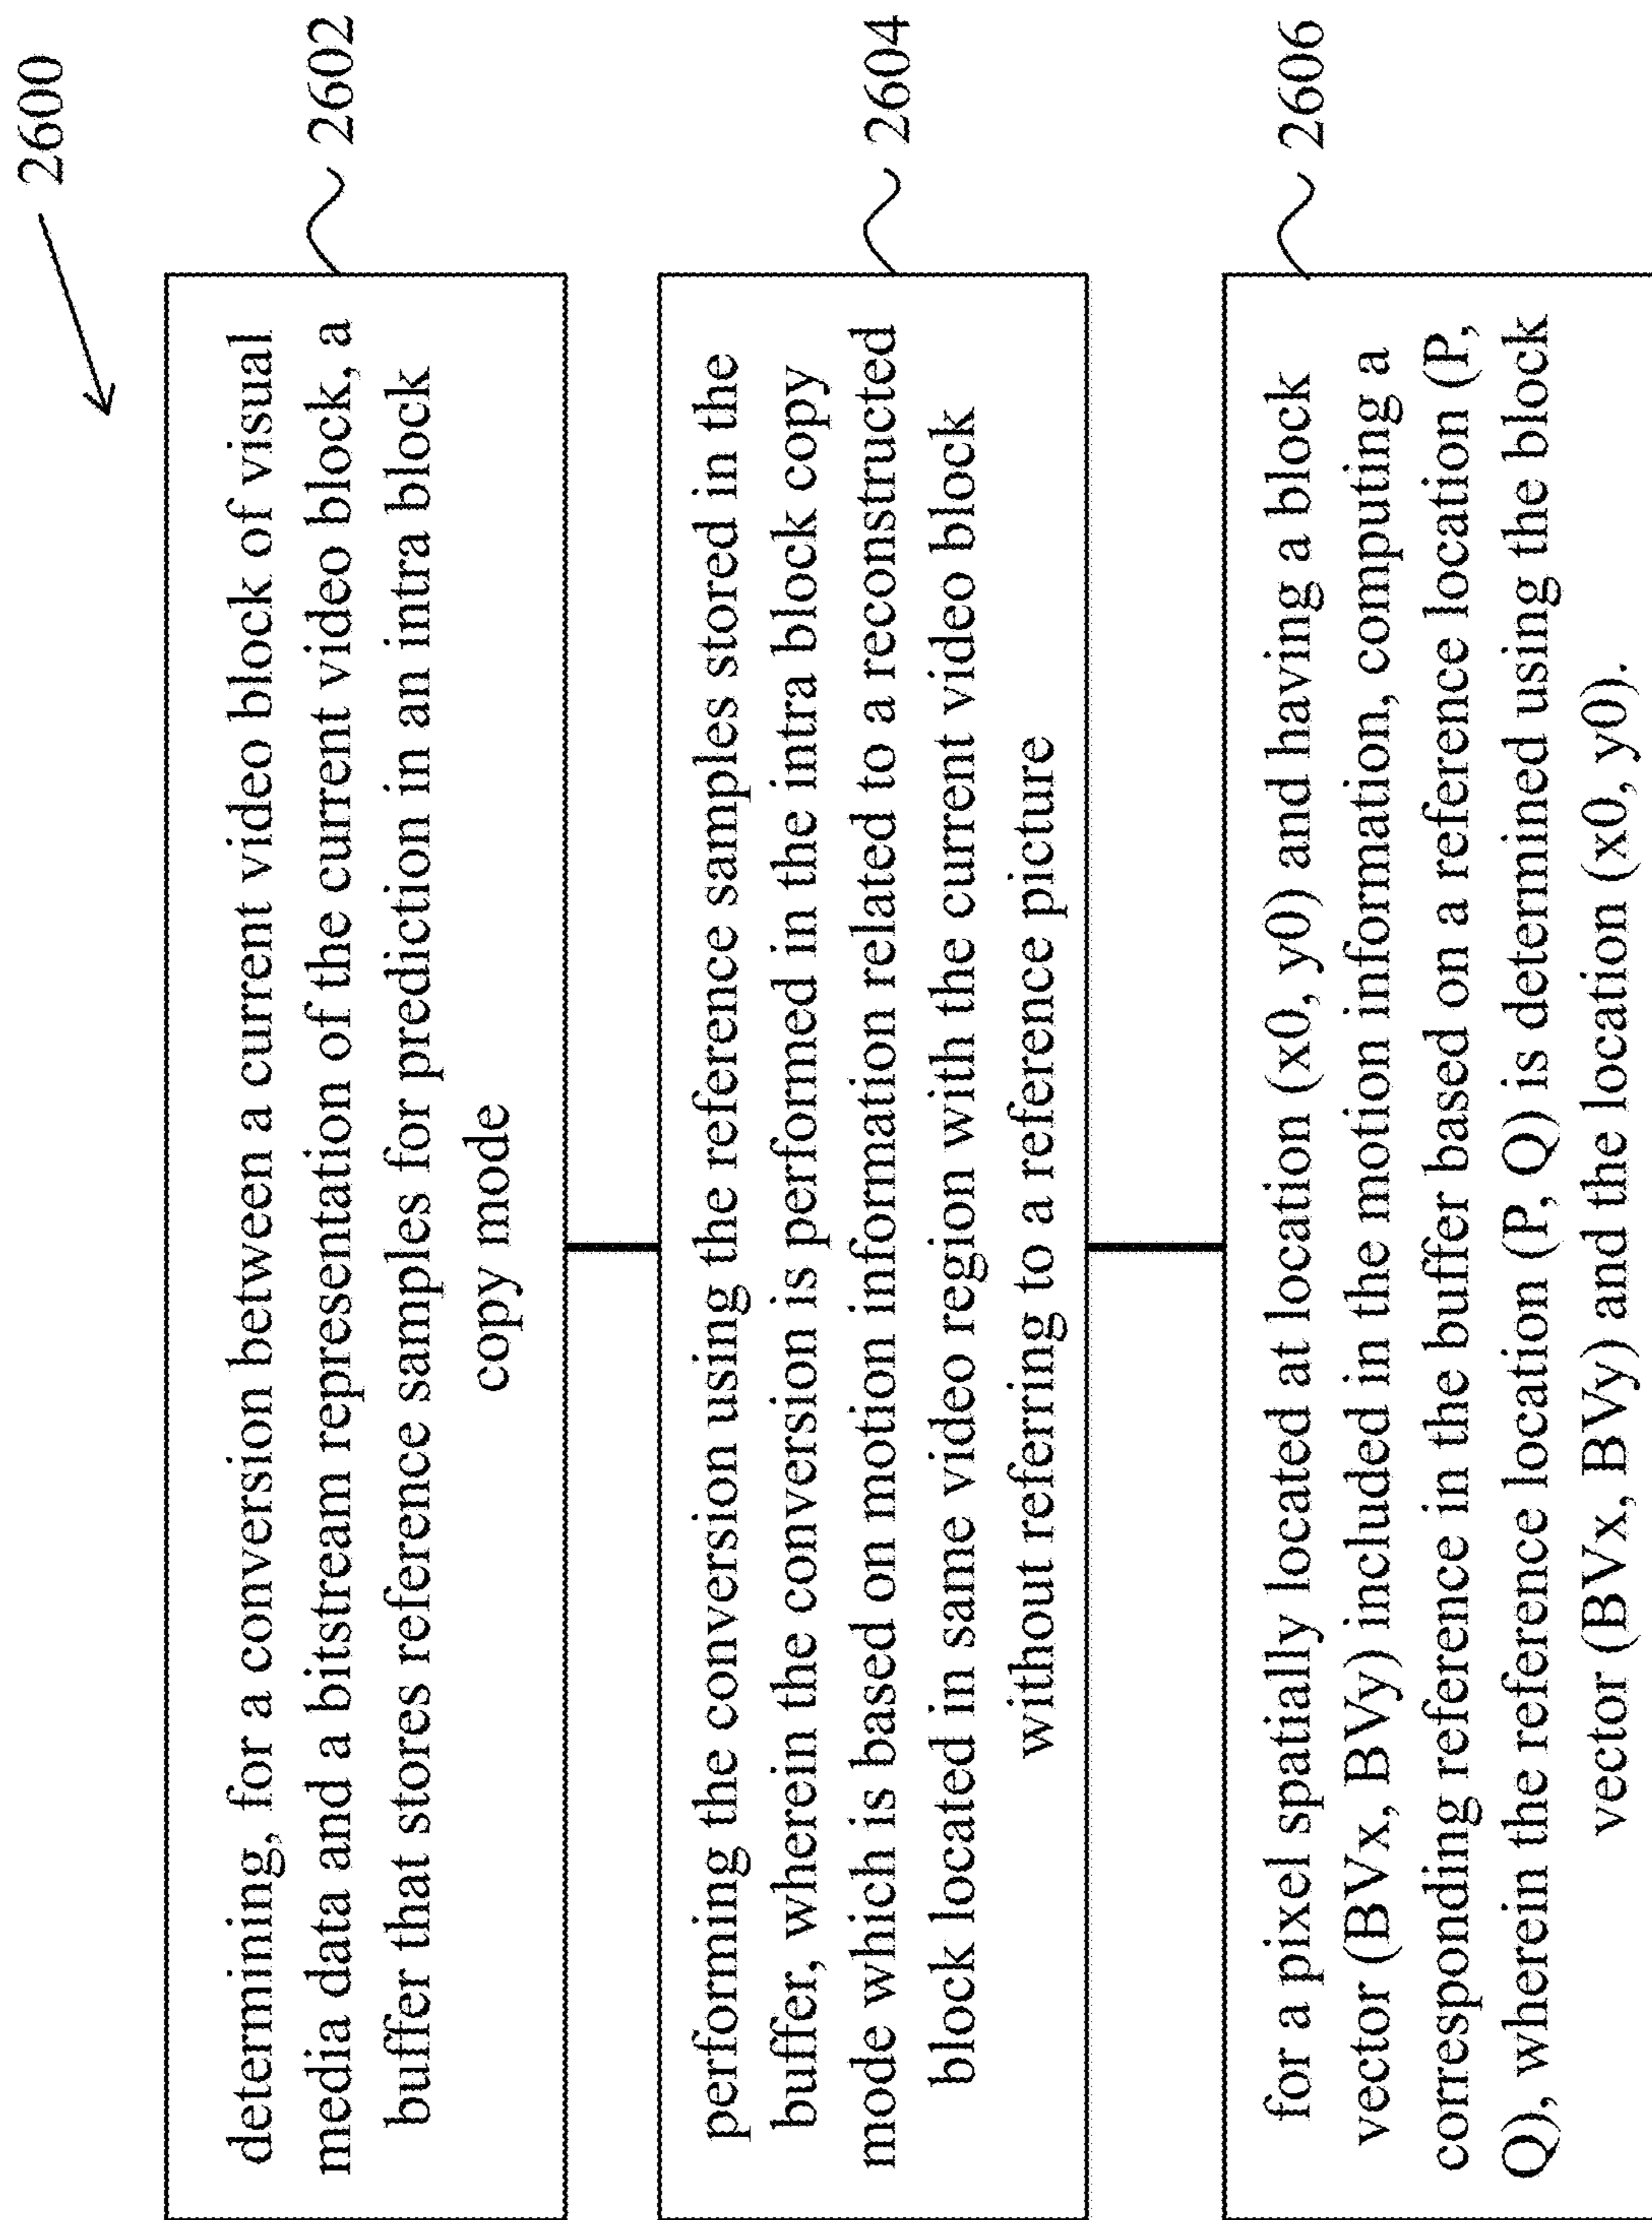 2600
determining, for a conversion between a current video block of visual
media data and a bitstream representation of the current video block, a
buffer that stores reference samples for prediction in an intra block
copy mode
2602
performing the conversion using the reference samples stored in the
buffer, wherein the conversion is performed in the intra block copy
mode which is based on motion information related to a reconstructed
block located in same video region with the current video block
without referring to a reference picture
2604
for a pixel spatially located at location (x0, y0) and having a block
vector (BVx, BVy) included in the motion information, computing a
corresponding reference in the buffer based on a reference location (P,
Q), wherein the reference location (P, Q) is determined using the block
vector (BVx, BVy) and the location (x0, y0).
2606